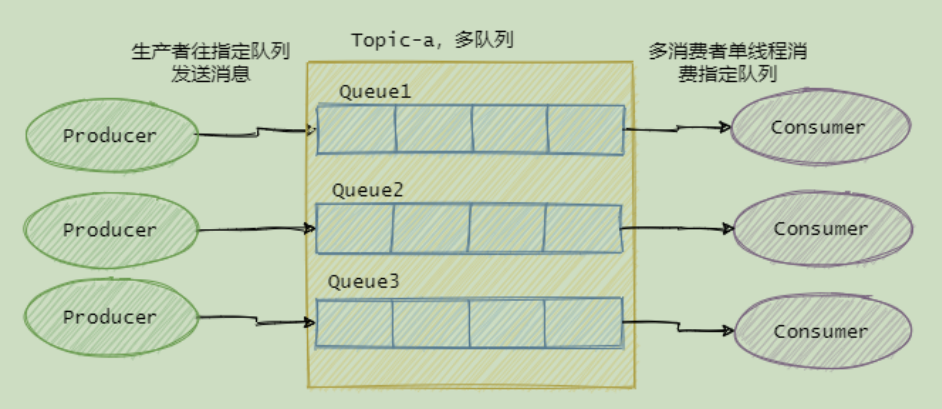 生产者往指定队列
发送消息
Topic-a, 多队列
多消费者单线程消
费指定队列
Queue1
Producer
Consumer
Queue2
Producer
Consumer
Queue3
Producer
Consumer